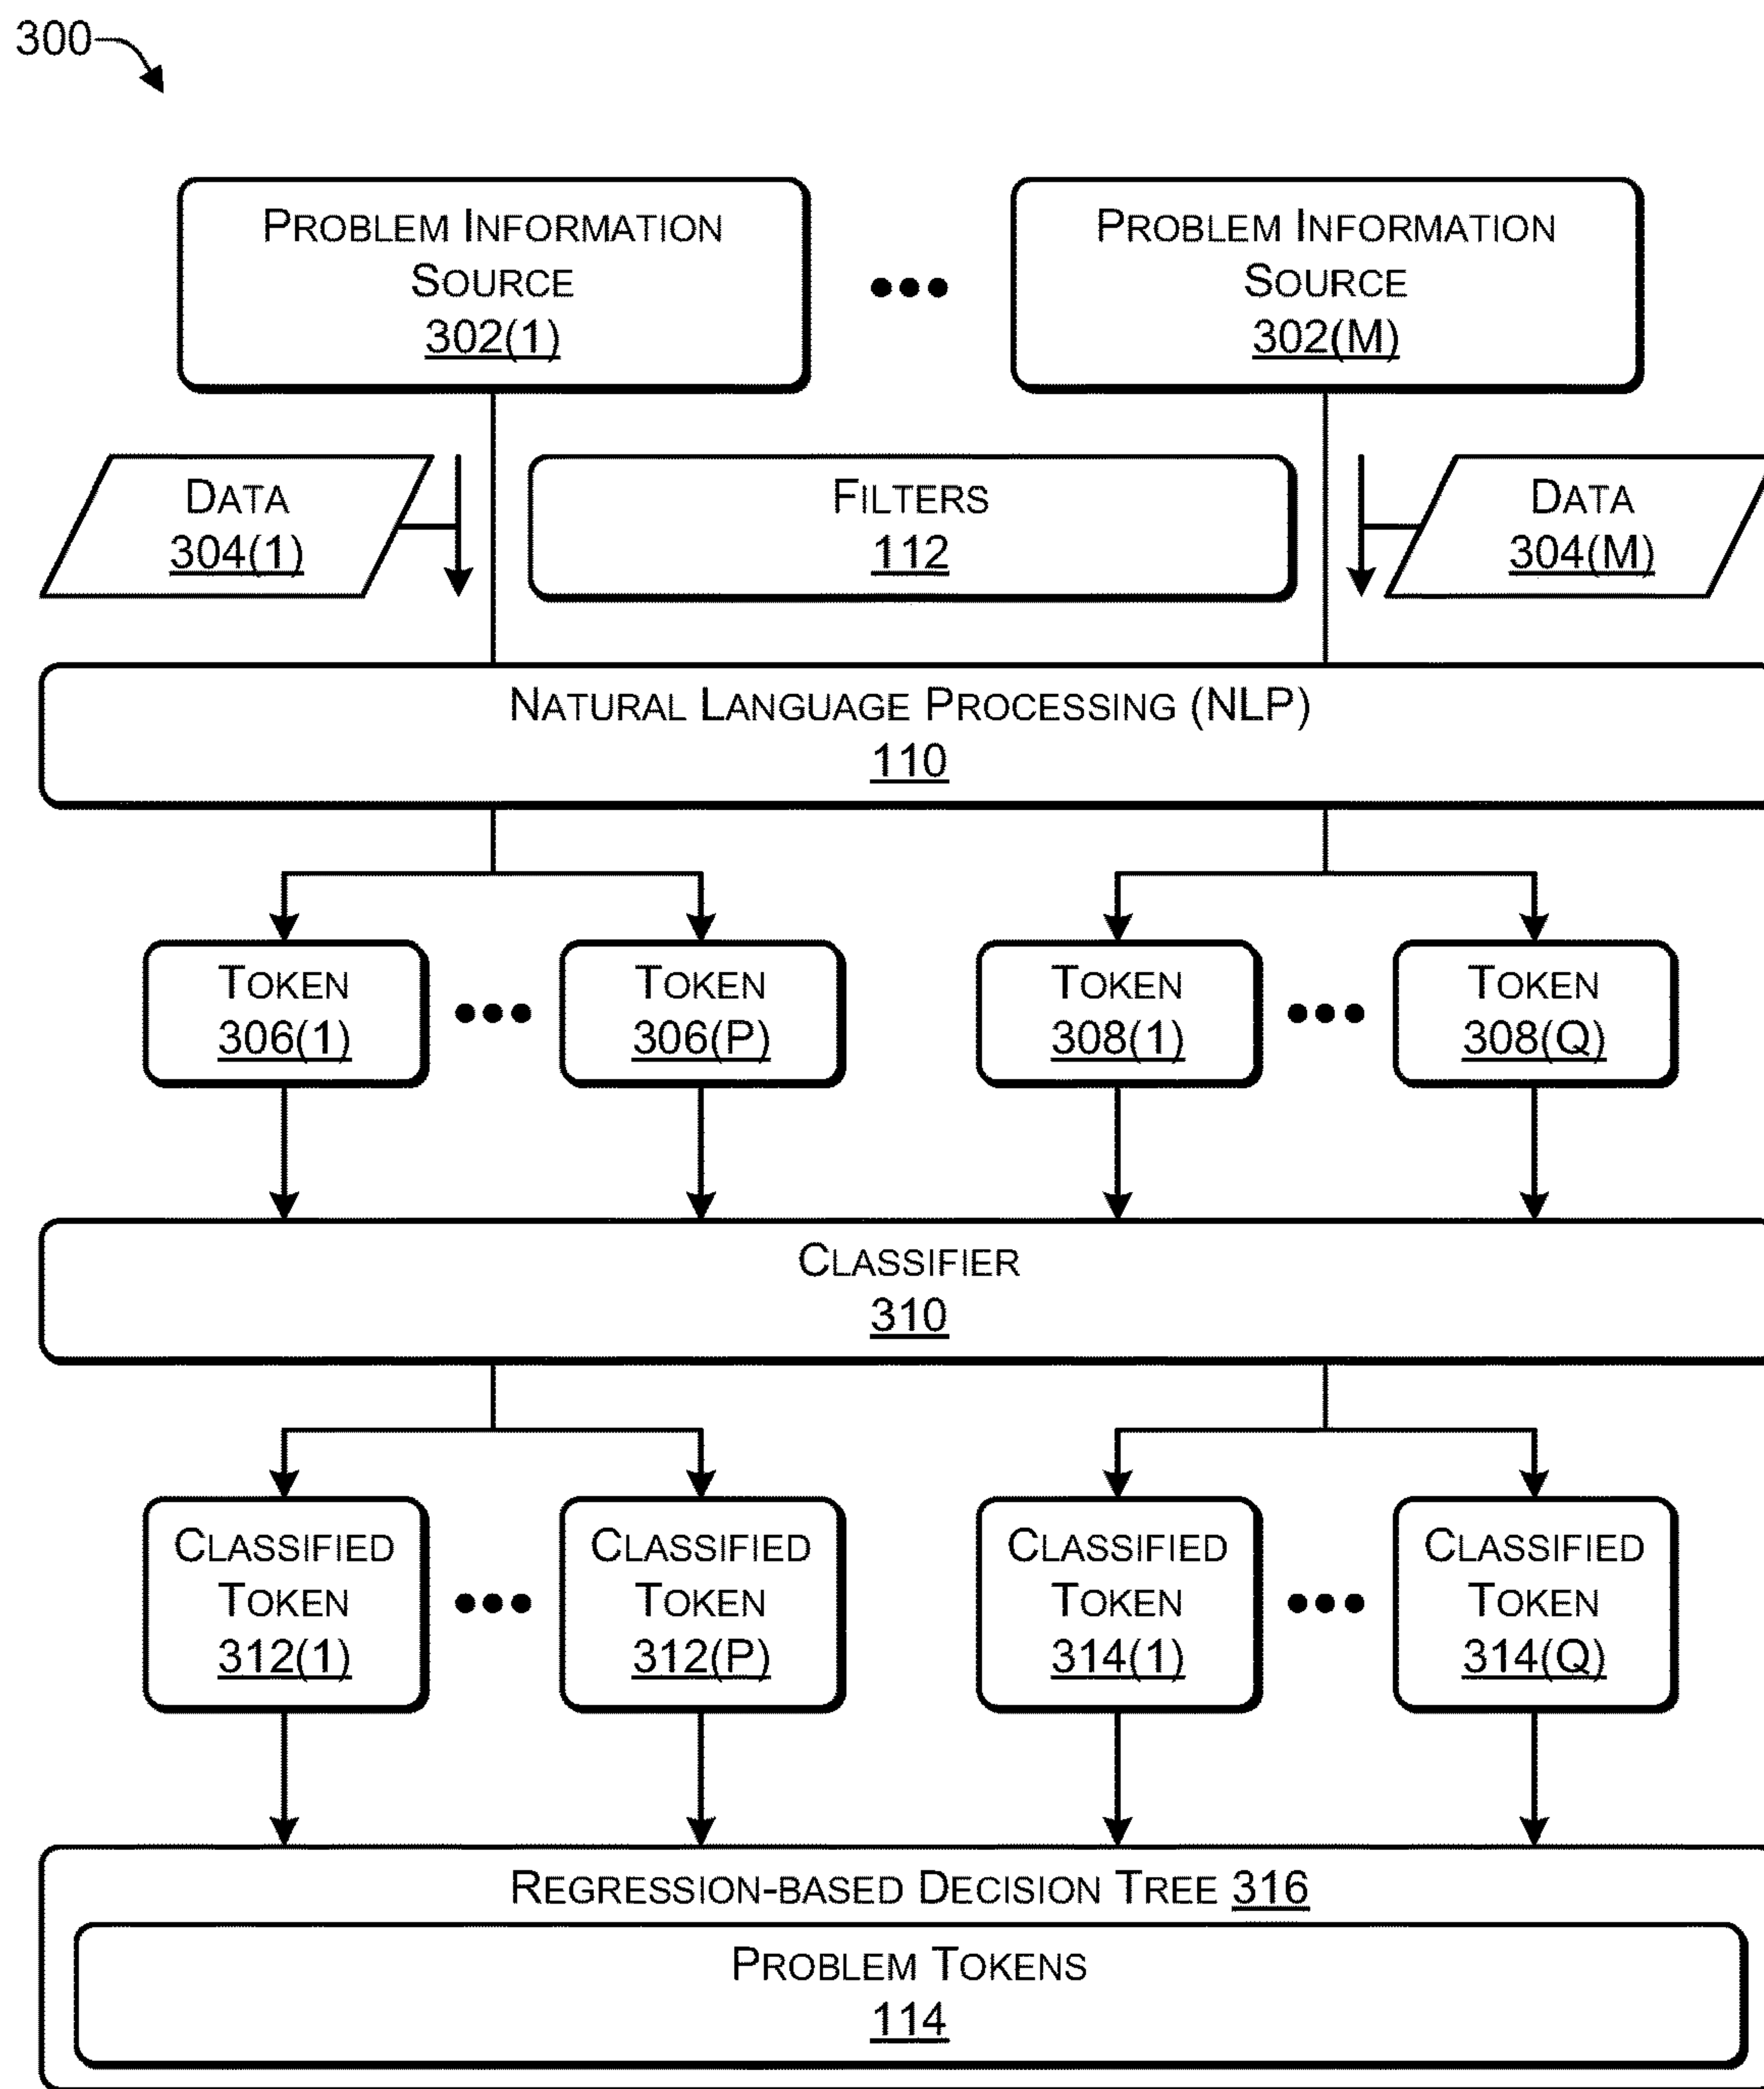 300
PROBLEM INFORMATION
SOURCE
302(1)
PROBLEM INFORMATION
SOURCE
302(M)
DATA
304(1)
FILTERS
112
DATA
304(M)
NATURAL LANGUAGE PROCESSING (NLP)
110
TOKEN
306(1)
TOKEN
306(P)
TOKEN
308(1)
TOKEN
308(Q)
CLASSIFIER
310
CLASSIFIED
TOKEN
312(1)
CLASSIFIED
TOKEN
312(P)
CLASSIFIED
TOKEN
314(1)
CLASSIFIED
TOKEN
314(Q)
REGRESSION-BASED DECISION TREE 316
PROBLEM TOKENS
114